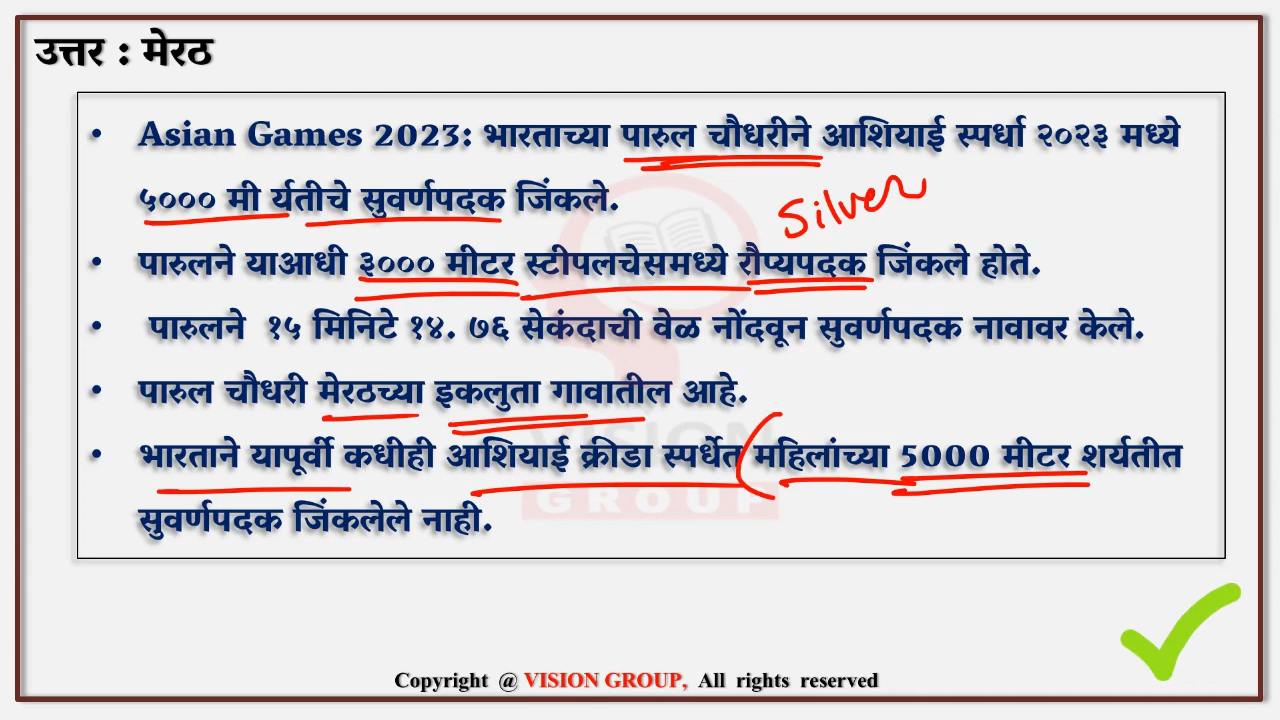 उत्तर : मेरठ
• Asian Games 2023: भारताच्या पारुल चौधरीने आशियाई स्पर्धा २०२३ मध्ये
५००० मी र्यतीचे सुवर्णपदक जिंकले.
Silver
• पारुलने याआधी ३००० मीटर स्टीपलचेसमध्ये रौप्यपदक जिंकले होते.
• पारुलने १५ मिनिटे १४. ७६ सेकंदाची वेळ नोंदवून सुवर्णपदक नावावर केले.
• पारुल चौधरी मेरठच्या इकलुता गावातील आहे.
• भारताने यापूर्वी कधीही आशियाई क्रीडा स्पर्धेत महिलांच्या 5000 मीटर शर्यतीत
सुवर्णपदक जिंकलेले नाही.
VISION
GROUP
Copyright @ VISION GROUP, All rights reserved